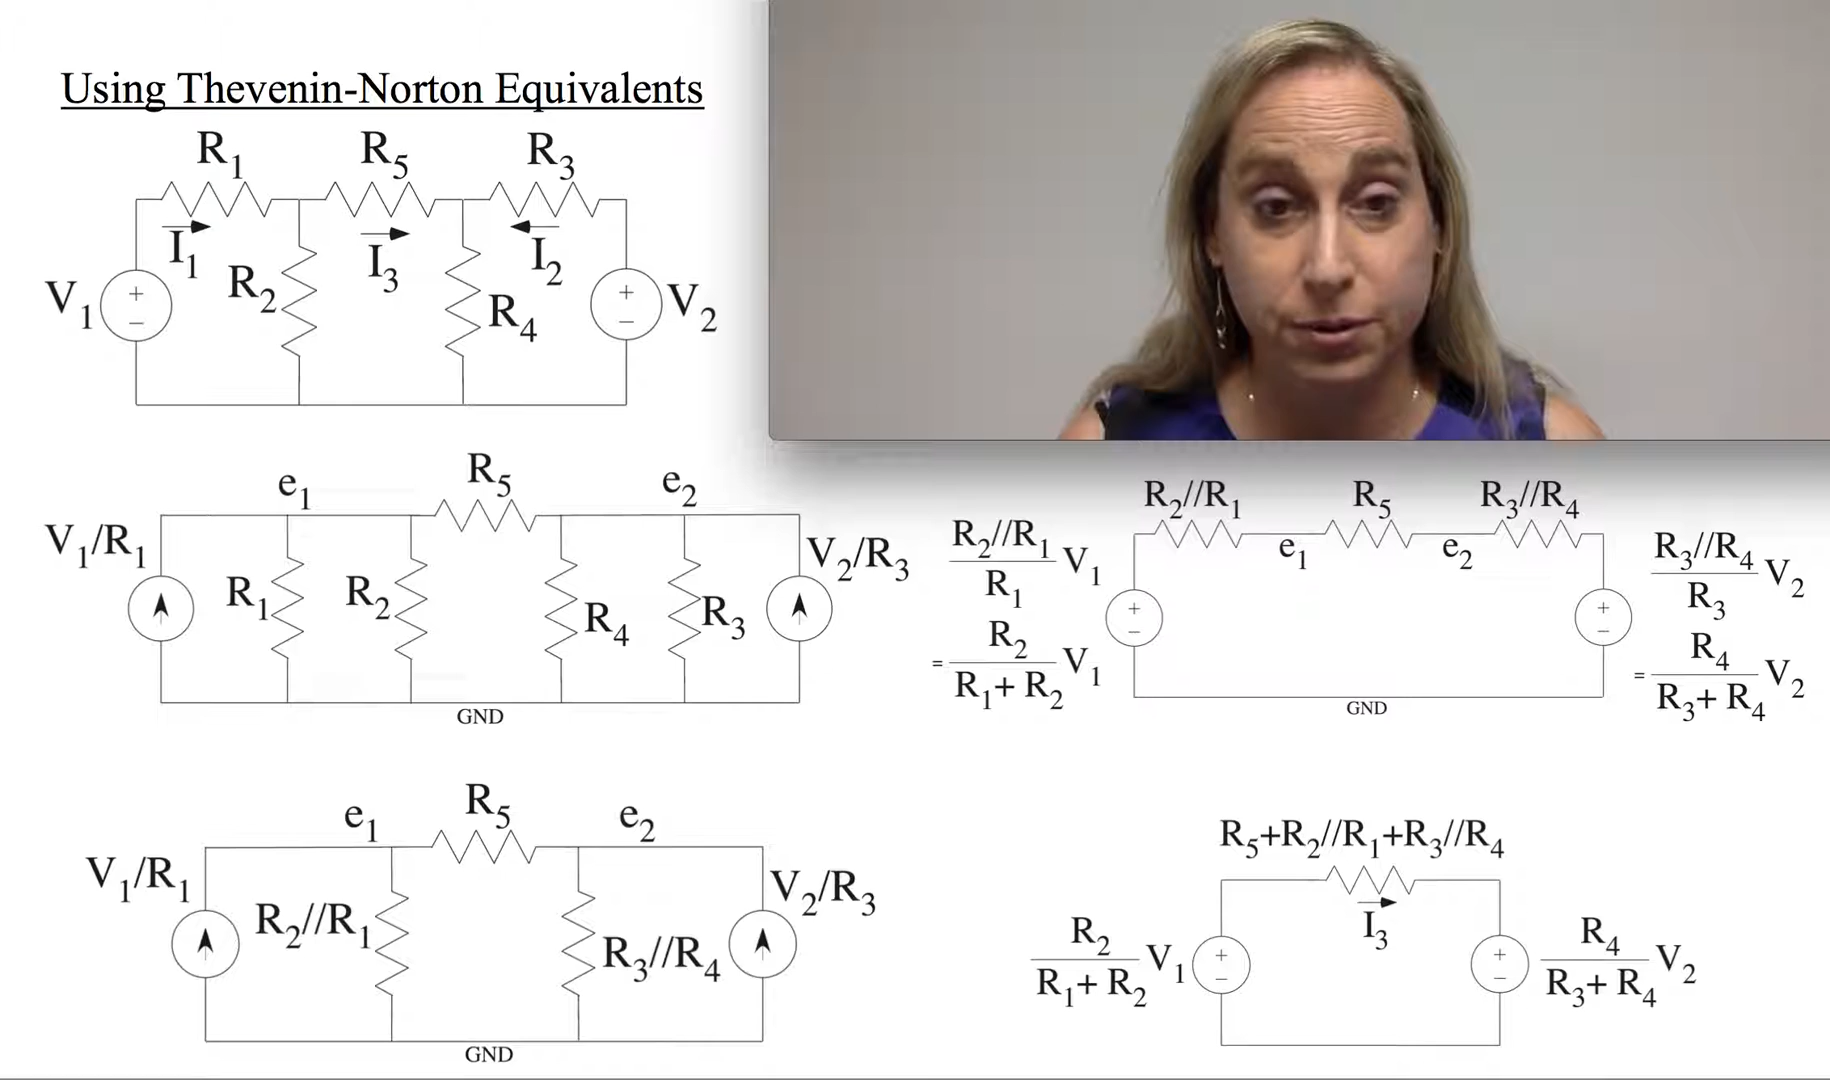 Using Thevenin-Norton Equivalents
R₁ R₅ R₃
I₁ I₃ I₂
V₁ + − R₂ R₄ + − V₂
e₁ R₅ e₂
V₁/R₁ R₁ R₂ R₄ R₃ V₂/R₃
GND
R₂//R₁ R₅ R₃//R₄
e₁ e₂
R₂//R₁
R₁
V₁
= R₂
R₁+ R₂
V₁
+
−
+
−
R₃//R₄
R₃
V₂
= R₄
R₃+ R₄
V₂
GND
e₁ R₅ e₂
V₁/R₁ R₂//R₁ R₃//R₄ V₂/R₃
GND
R₅+R₂//R₁+R₃//R₄
I₃
R₂
R₁+ R₂
V₁
+
−
+
−
R₄
R₃+ R₄
V₂